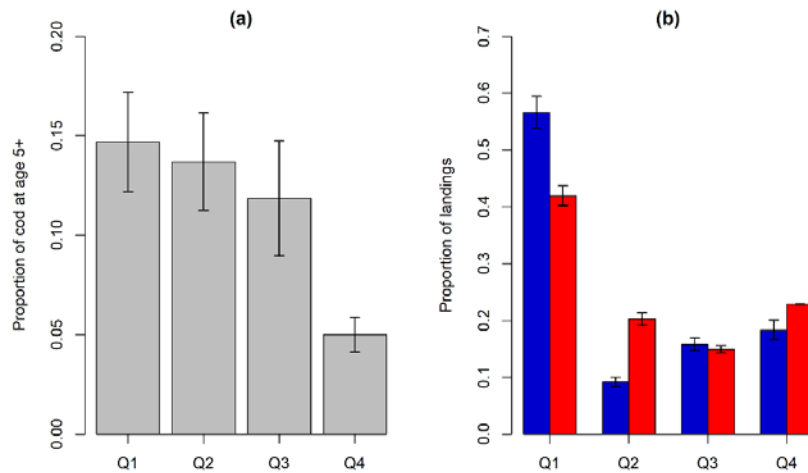 (a)
Proportion of cod at age 5+
0.20
0.15
0.10
0.05
0.00
Q1 Q2 Q3 Q4
(b)
Proportion of landings
0.7
0.6
0.5
0.4
0.3
0.2
0.1
0.0
Q1 Q2 Q3 Q4